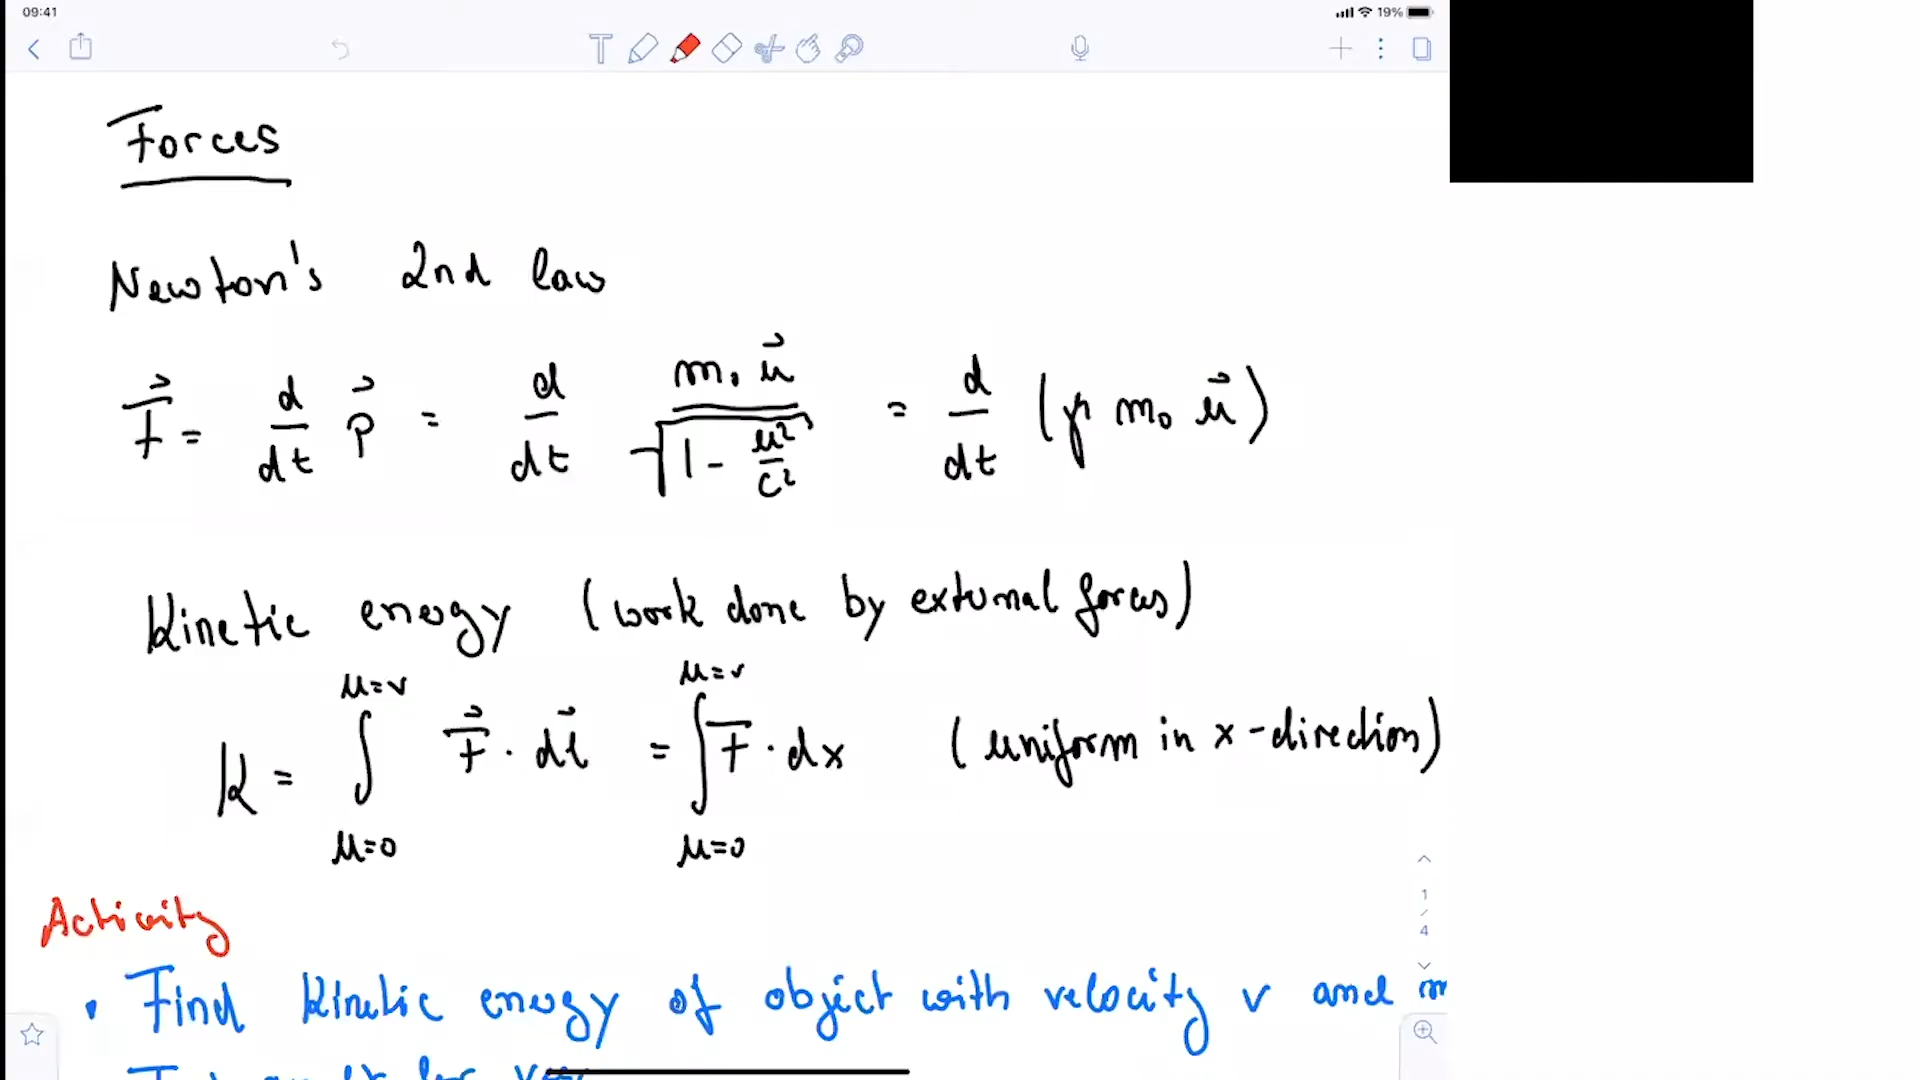 09:41
19%
Forces
Newton's 2nd law
F⃗ = d/dt p⃗ = d/dt m₀ u⃗ / √(1 - u²/c²) = d/dt (γ m₀ u⃗)
Kinetic energy (work done by external forces)
K = ∫_{u=0}^{u=v} F⃗ · dl⃗ = ∫_{u=0}^{u=v} F · dx (uniform in x-direction)
1
/
4
Activity
• Find kinetic energy of object with velocity v and m